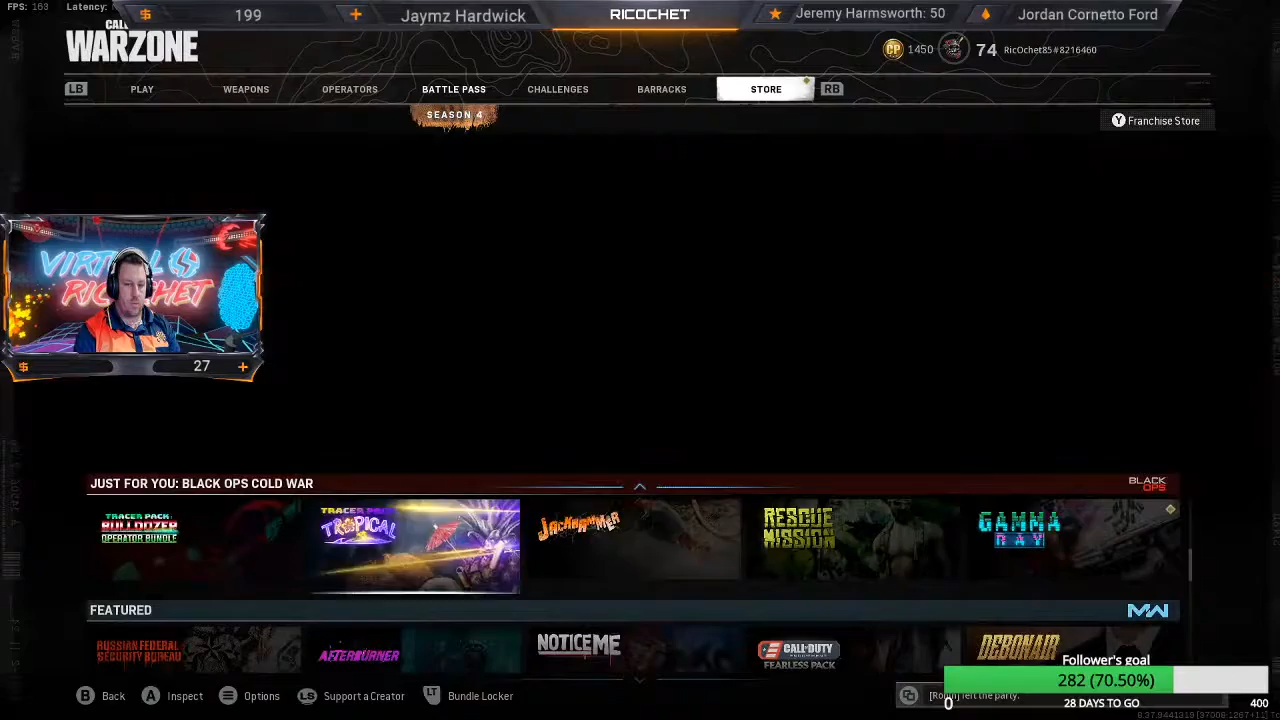 FPS: 163
Latency:
199
Jaymz Hardwick
RICOCHET
Jeremy Harmsworth: 50
Jordan Cornetto Ford
CALL
WARZONE
CP 1450
74
RicOchet85#8216460
LB
PLAY
WEAPONS
OPERATORS
BATTLE PASS
CHALLENGES
BARRACKS
STORE
RB
SEASON 4
Y Franchise Store
VIRTUAL
RICOCHET
27
JUST FOR YOU: BLACK OPS COLD WAR
BLACK OPS
TRACER PACK:
BULLDOZER
OPERATOR BUNDLE
TRACER PACK
TROPICAL
JACKHAMMER
RESCUE
MISSION
GAMMA
RAY
FEATURED
MW
RUSSIAN FEDERAL
SECURITY BUREAU
AFTERBURNER
NOTICE ME
CALL·DUTY
FEARLESS PACK
DEBONAIR
Follower's goal
282 (70.50%)
0
28 DAYS TO GO
400
B Back
A Inspect
Options
LS Support a Creator
LT Bundle Locker
left the party.